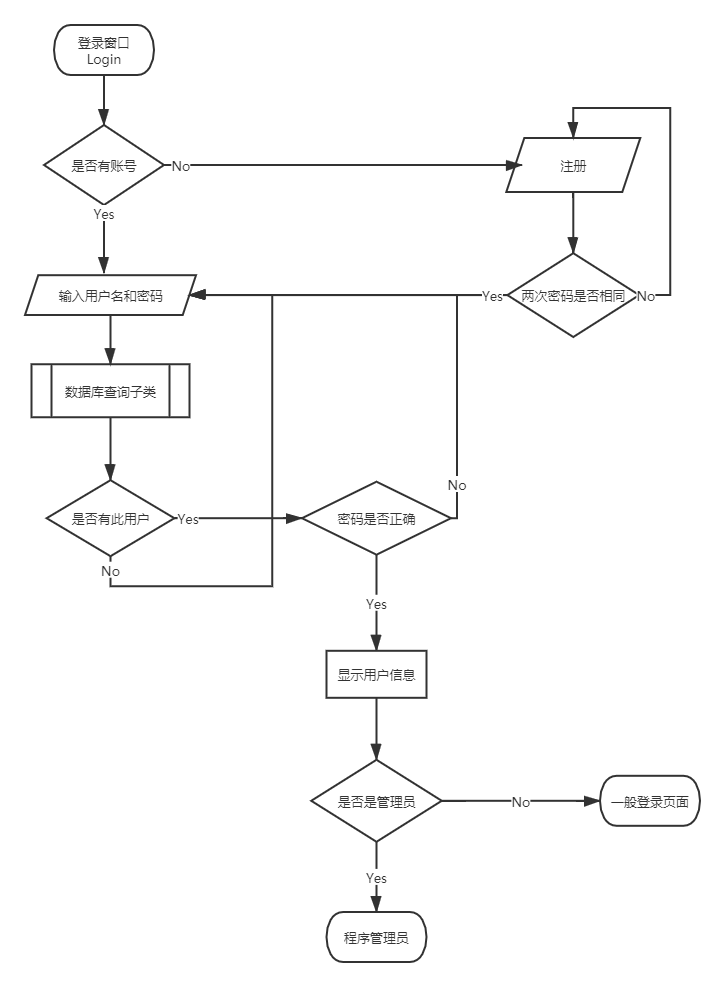 登录窗口
Login
是否有账号
No
注册
Yes
输入用户名和密码
Yes
两次密码是否相同
No
数据库查询子类
No
是否有此用户
Yes
密码是否正确
No
Yes
显示用户信息
是否是管理员
No
一般登录页面
Yes
程序管理员